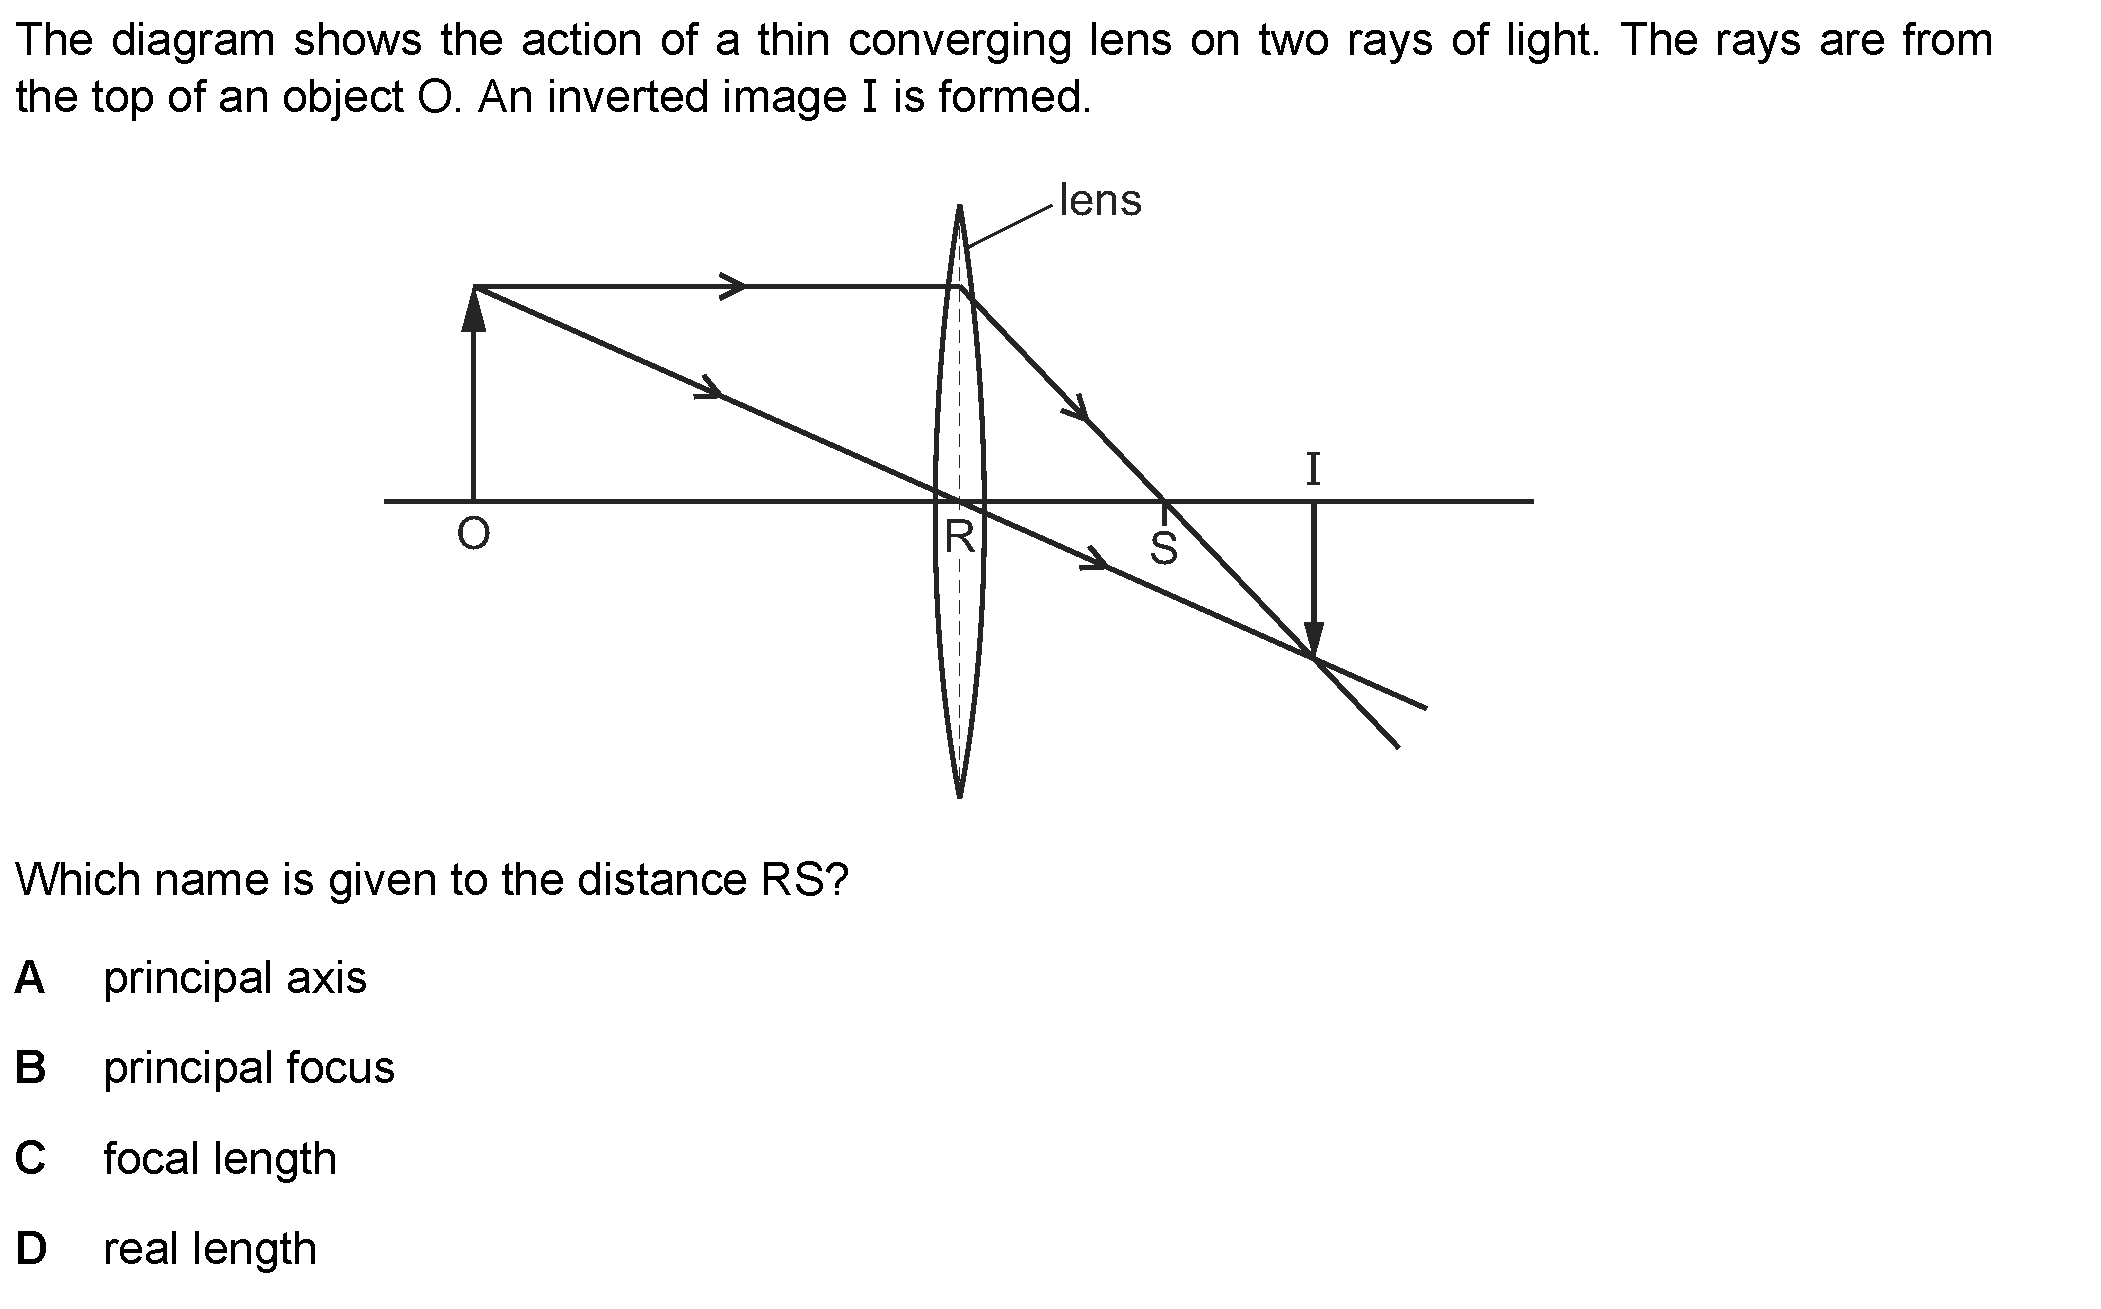 The diagram shows the action of a thin converging lens on two rays of light. The rays are from
the top of an object O. An inverted image I is formed.
lens
I
O
R
S
Which name is given to the distance RS?
A principal axis
B principal focus
C focal length
D real length